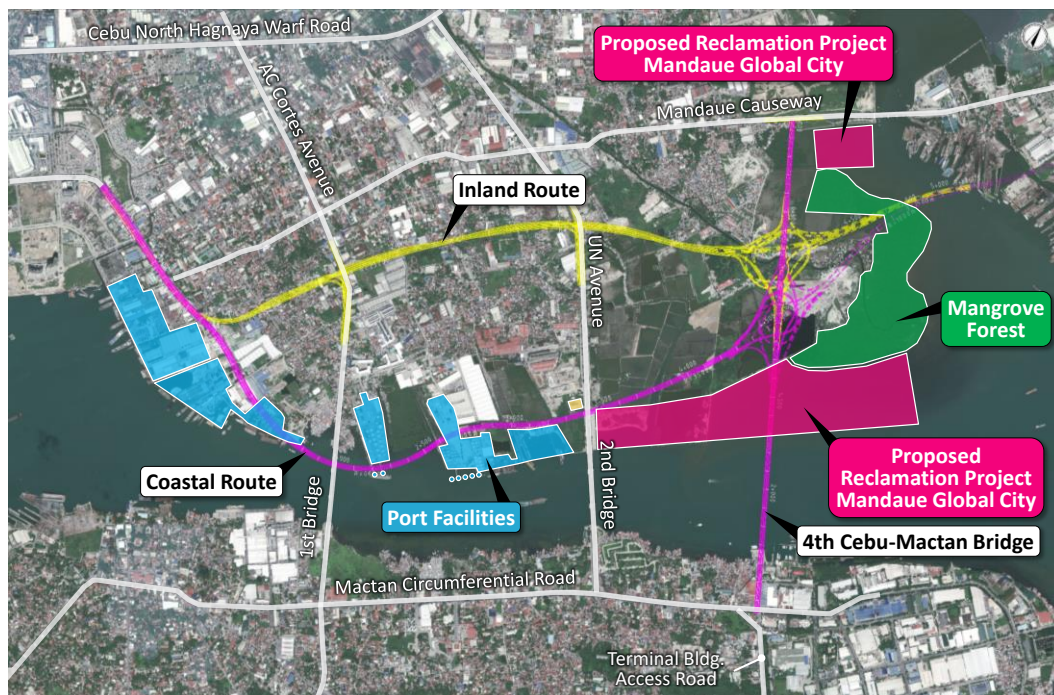 Cebu North Hagnaya Warf Road
AC Cortes Avenue
Proposed Reclamation Project
Mandaue Global City
Mandaue Causeway
Inland Route
UN Avenue
Mangrove
Forest
Coastal Route
1st Bridge
Port Facilities
2nd Bridge
Proposed
Reclamation Project
Mandaue Global City
4th Cebu-Mactan Bridge
Mactan Circumferential Road
Terminal Bldg.
Access Road